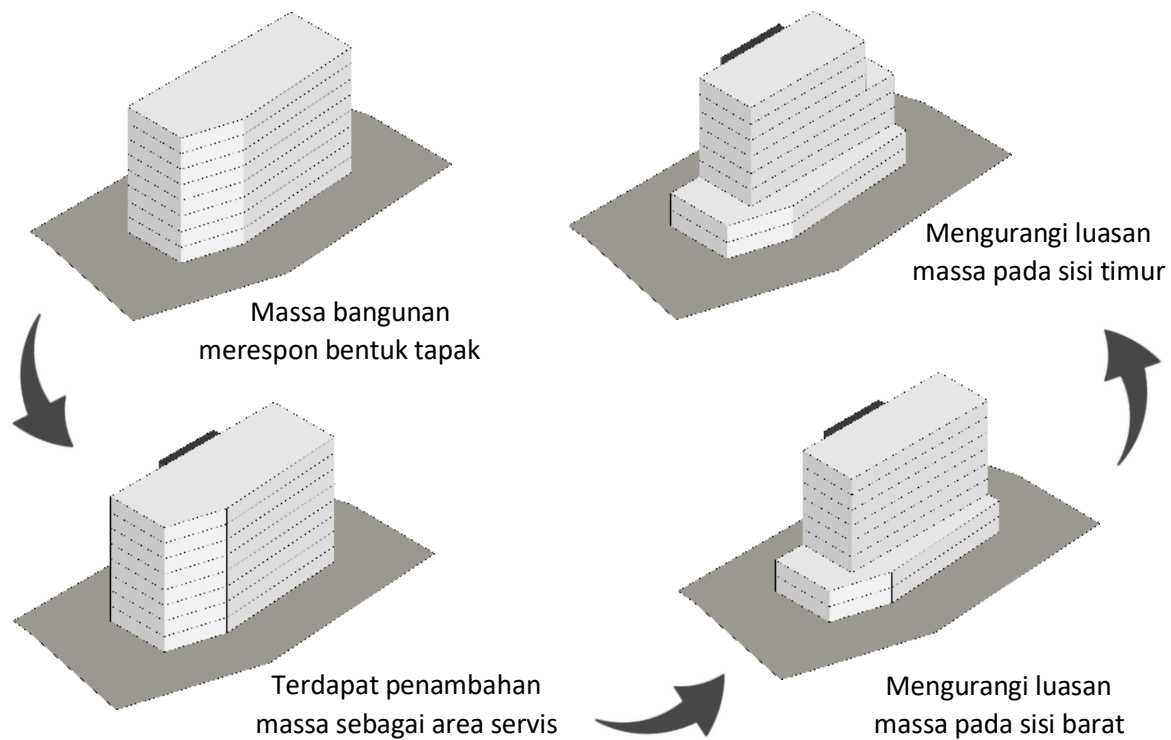 Massa bangunan
merespon bentuk tapak
Terdapat penambahan
massa sebagai area servis
Mengurangi luasan
massa pada sisi barat
Mengurangi luasan
massa pada sisi timur